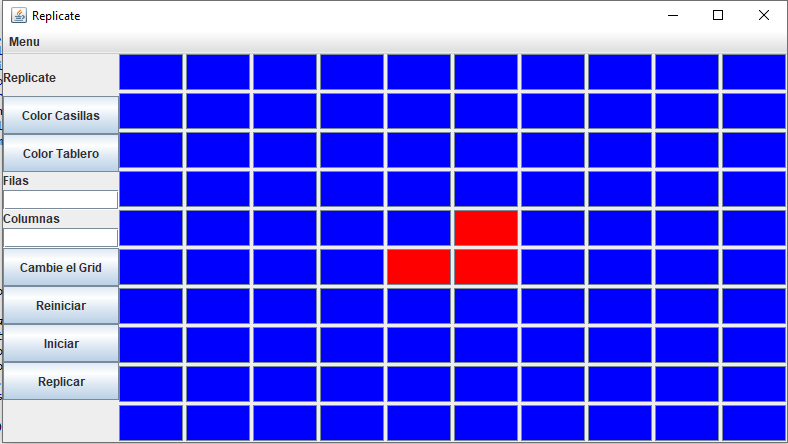 Replicate
Menu
Replicate
Color Casillas
Color Tablero
Filas
Columnas
Cambie el Grid
Reiniciar
Iniciar
Replicar